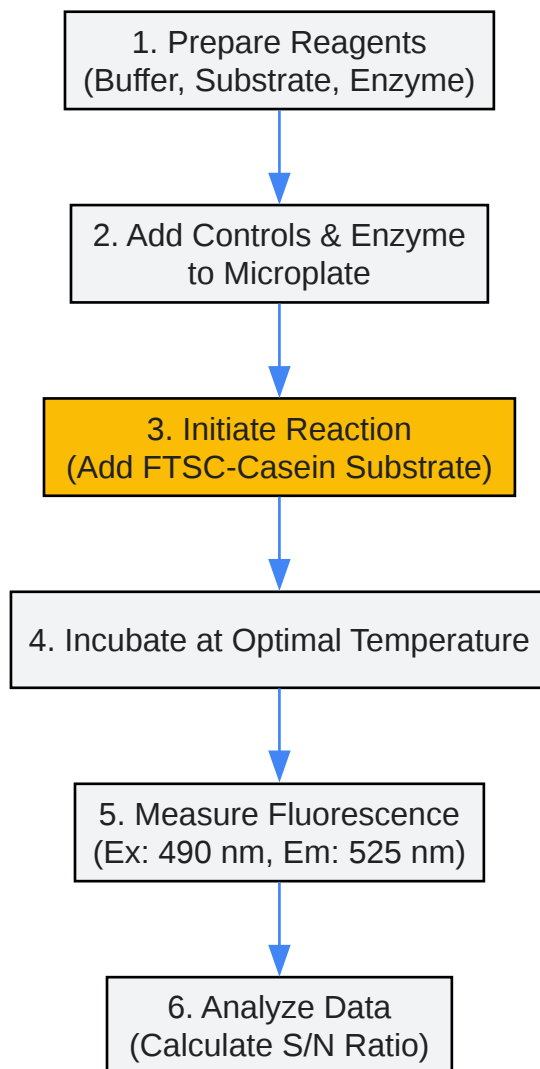 1. Prepare Reagents
(Buffer, Substrate, Enzyme)
2. Add Controls & Enzyme
to Microplate
3. Initiate Reaction
(Add FTSC-Casein Substrate)
4. Incubate at Optimal Temperature
5. Measure Fluorescence
(Ex: 490 nm, Em: 525 nm)
6. Analyze Data
(Calculate S/N Ratio)